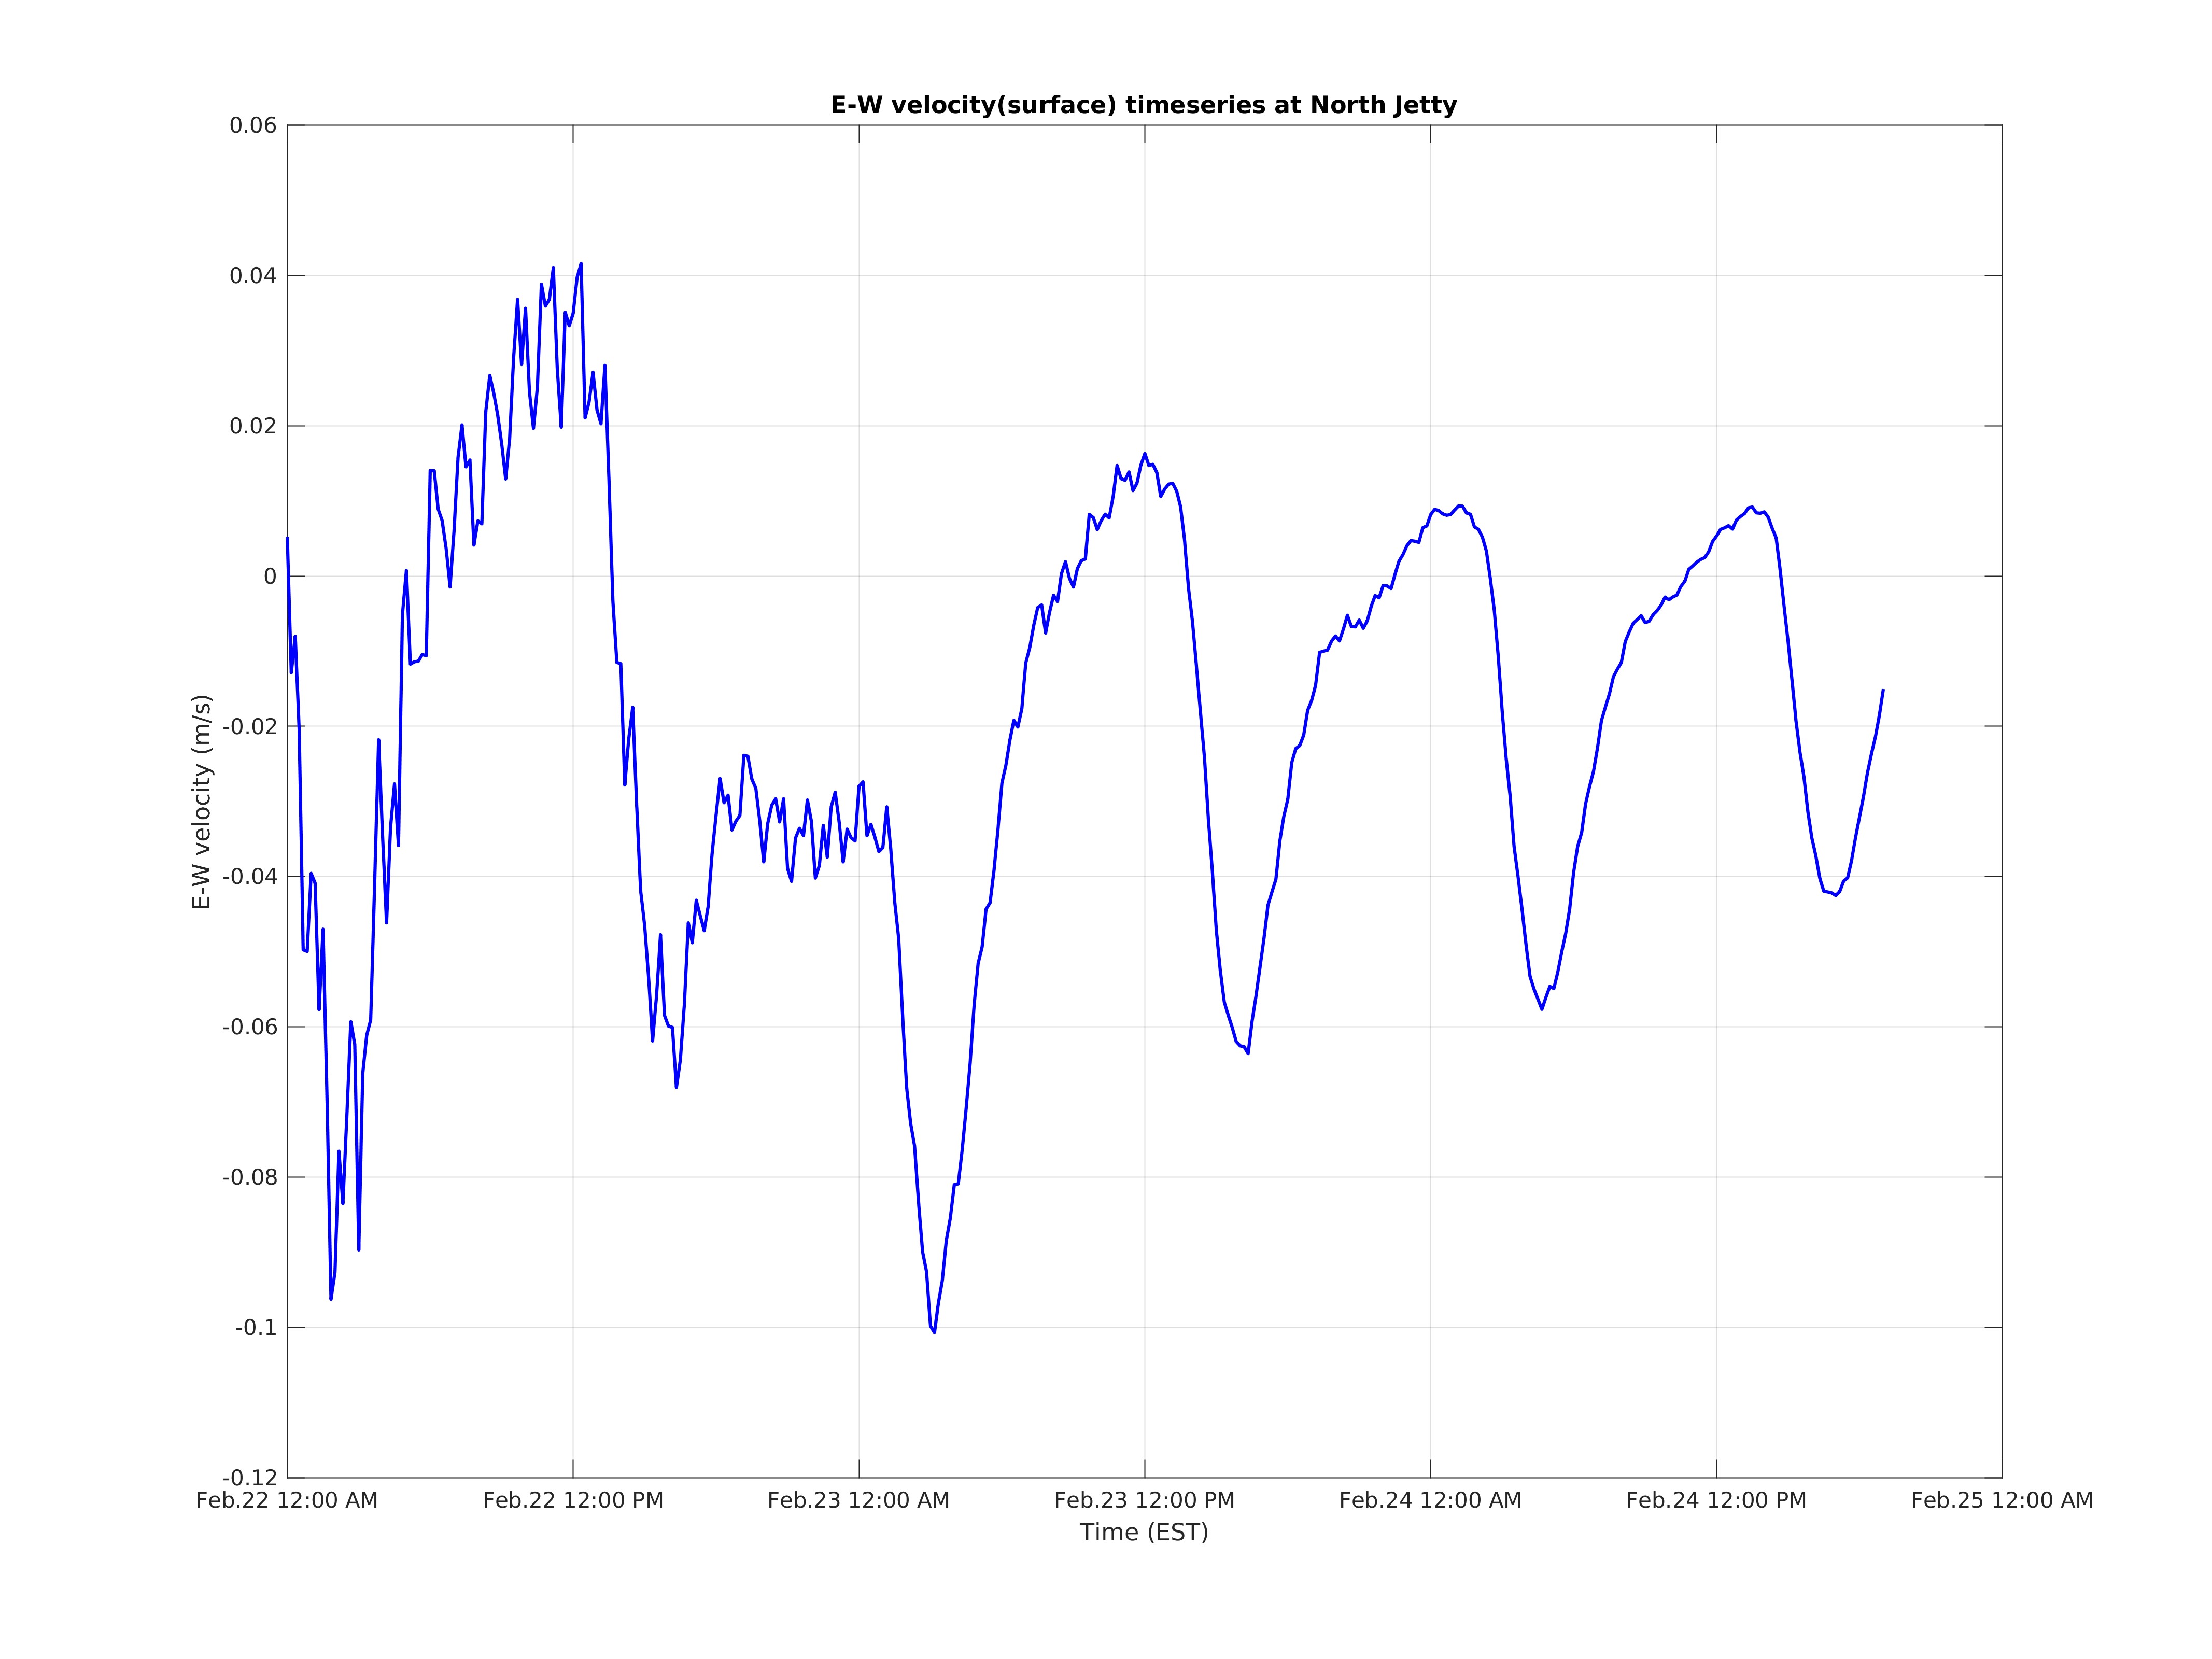 E-W velocity(surface) timeseries at North Jetty
0.06
0.04
0.02
0
-0.02
-0.04
-0.06
-0.08
-0.1
-0.12
E-W velocity (m/s)
Feb.22 12:00 AM
Feb.22 12:00 PM
Feb.23 12:00 AM
Feb.23 12:00 PM
Feb.24 12:00 AM
Feb.24 12:00 PM
Feb.25 12:00 AM
Time (EST)